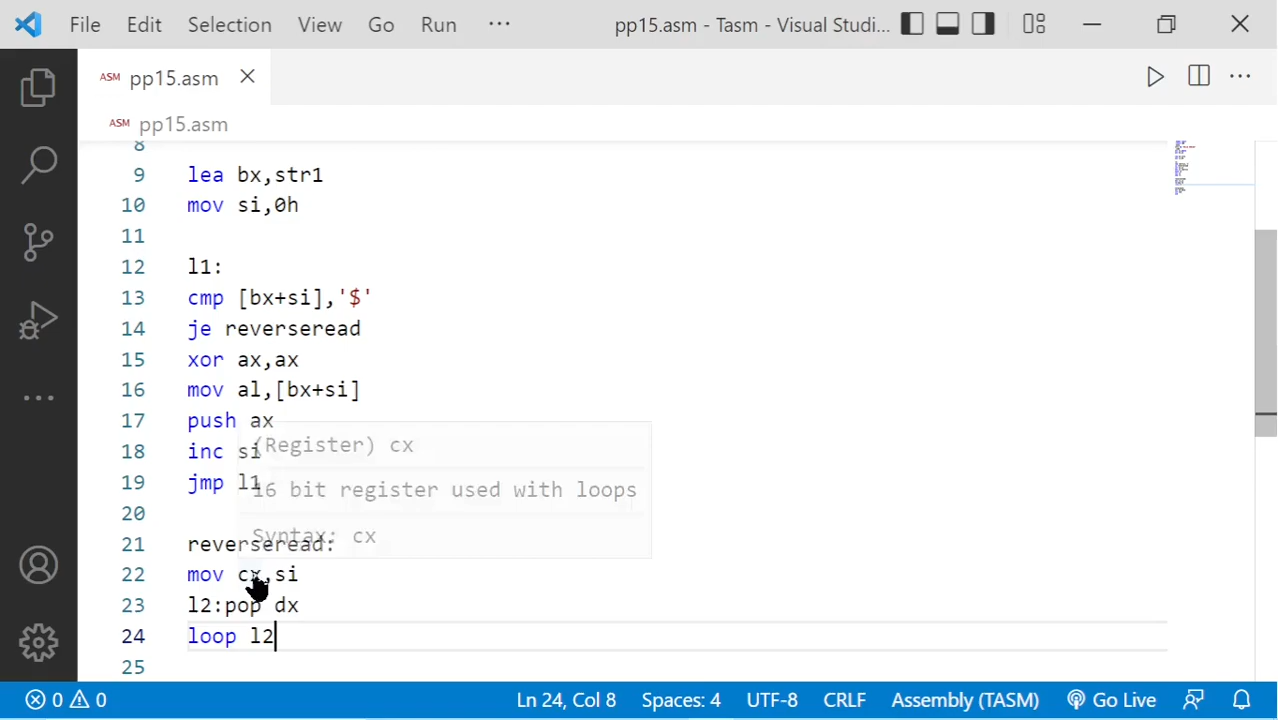 File Edit Selection View Go Run ··· pp15.asm - Tasm - Visual Studi...
ASM pp15.asm
ASM pp15.asm
8
9 lea bx,str1
10 mov si,0h
11
12 l1:
13 cmp [bx+si],'$'
14 je reverseread
15 xor ax,ax
16 mov al,[bx+si]
17 push ax
(Register) cx
18 inc si
19 jmp l1
16 bit register used with loops
20
Syntax: cx
21 reverseread:
22 mov cx,si
23 l2:pop dx
24 loop l2
25
0 0 Ln 24, Col 8 Spaces: 4 UTF-8 CRLF Assembly (TASM) Go Live